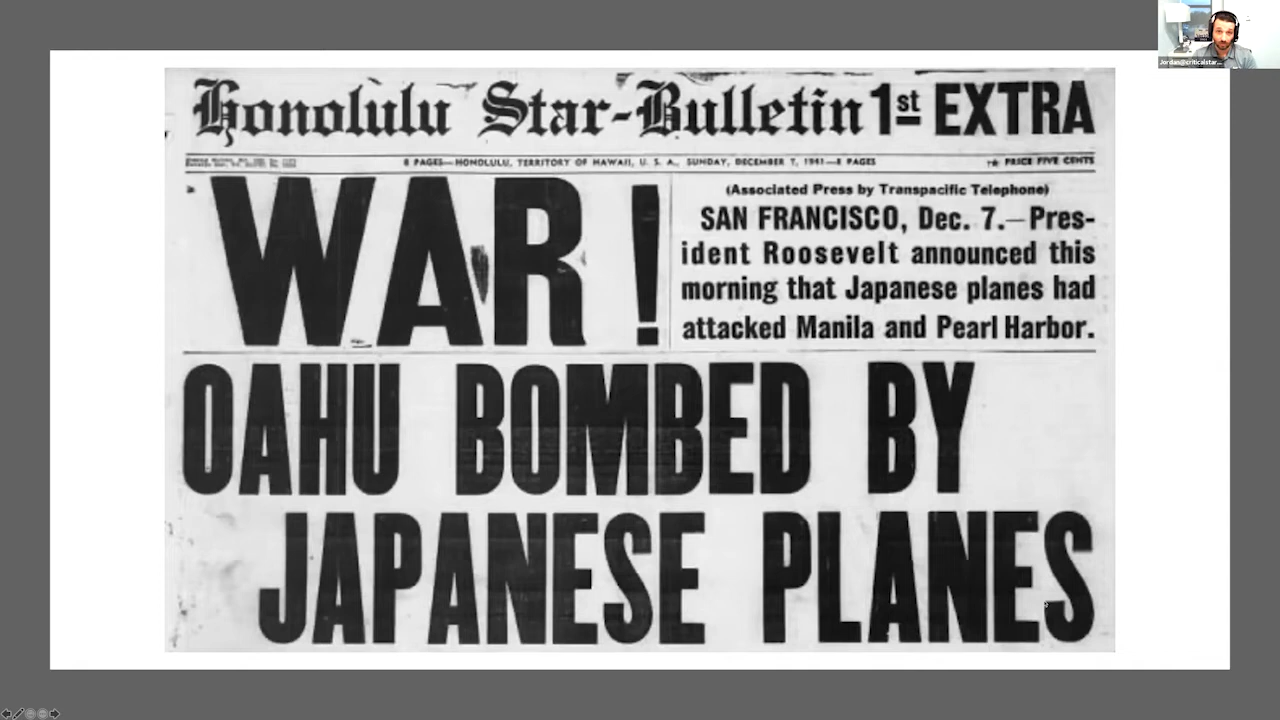 Honolulu Star-Bulletin 1st EXTRA
8 PAGES—HONOLULU, TERRITORY OF HAWAII, U. S. A., SUNDAY, DECEMBER 7, 1941—8 PAGES
PRICE FIVE CENTS
WAR !
(Associated Press by Transpacific Telephone)
SAN FRANCISCO, Dec. 7.—Pres-
ident Roosevelt announced this
morning that Japanese planes had
attacked Manila and Pearl Harbor.
OAHU BOMBED BY
JAPANESE PLANES
Jordan@criticalstar...